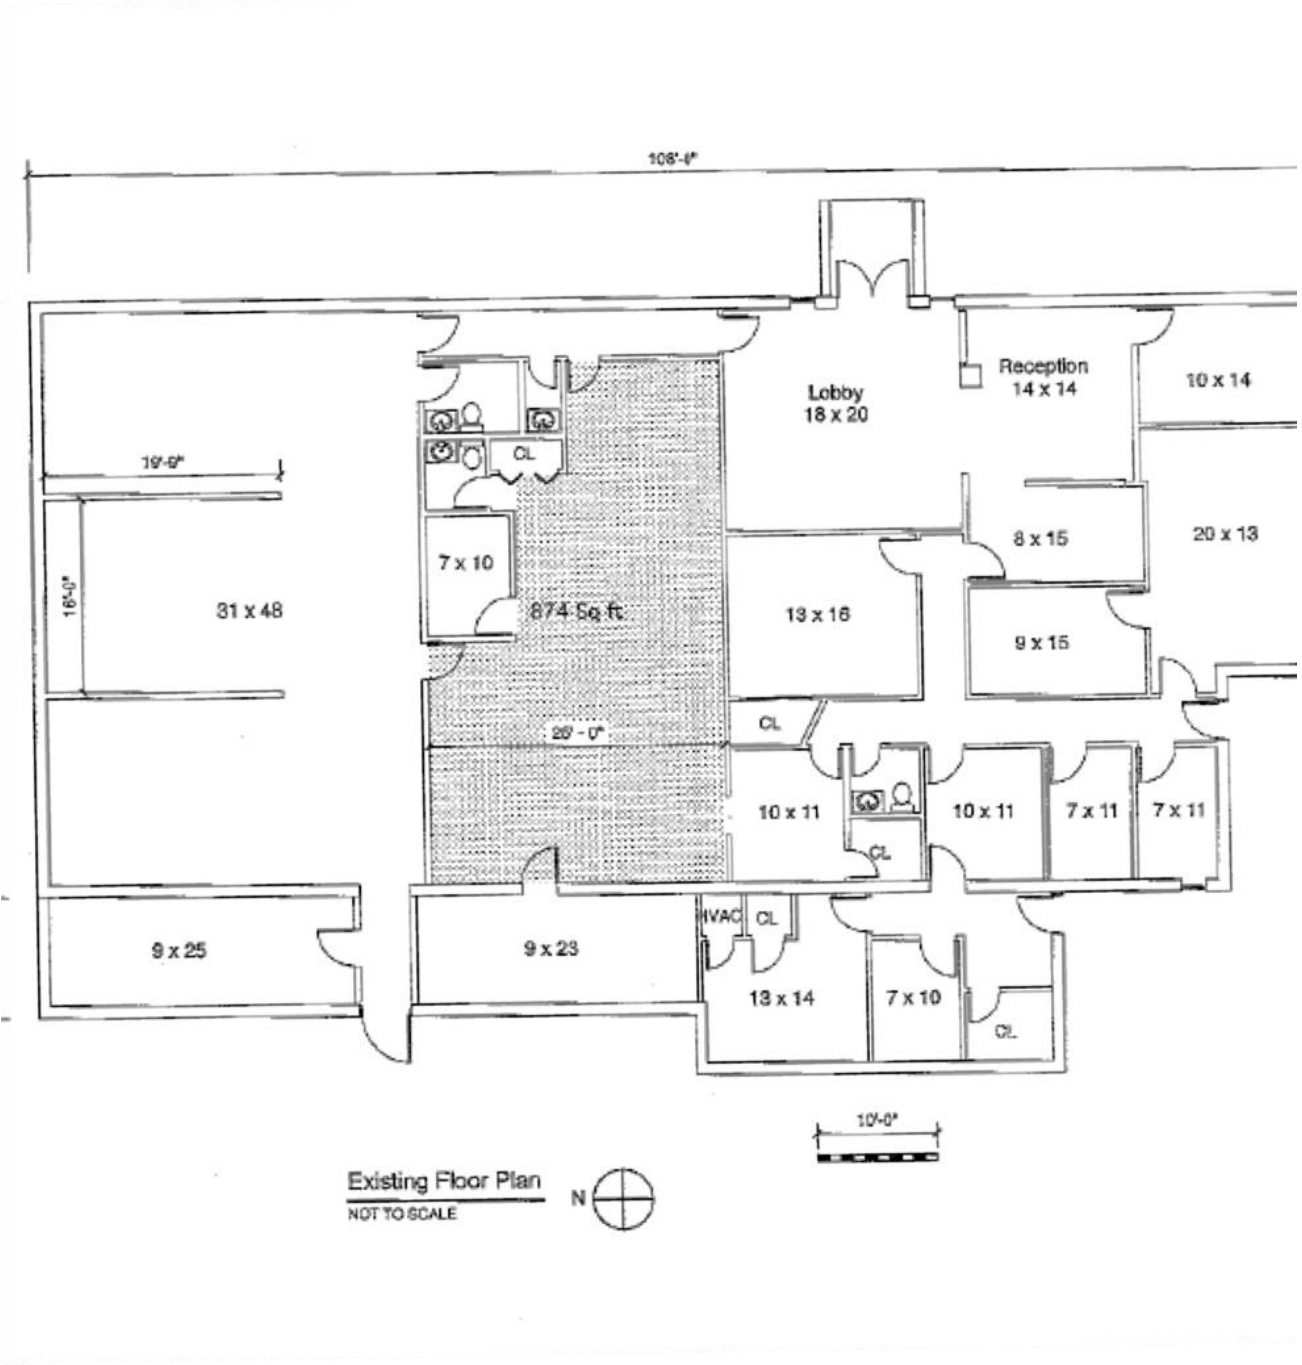 108'-4"
Reception
14 x 14
10 x 14
Lobby
18 x 20
CL
19'-9"
20 x 13
8 x 15
7 x 10
16'-0"
31 x 48
874 Sq ft
13 x 16
9 x 15
CL
25' - 0"
10 x 11
10 x 11
7 x 11
7 x 11
CL
HVAC
CL
9 x 25
9 x 23
13 x 14
7 x 10
CL
10'-0"
Existing Floor Plan
N
NOT TO SCALE